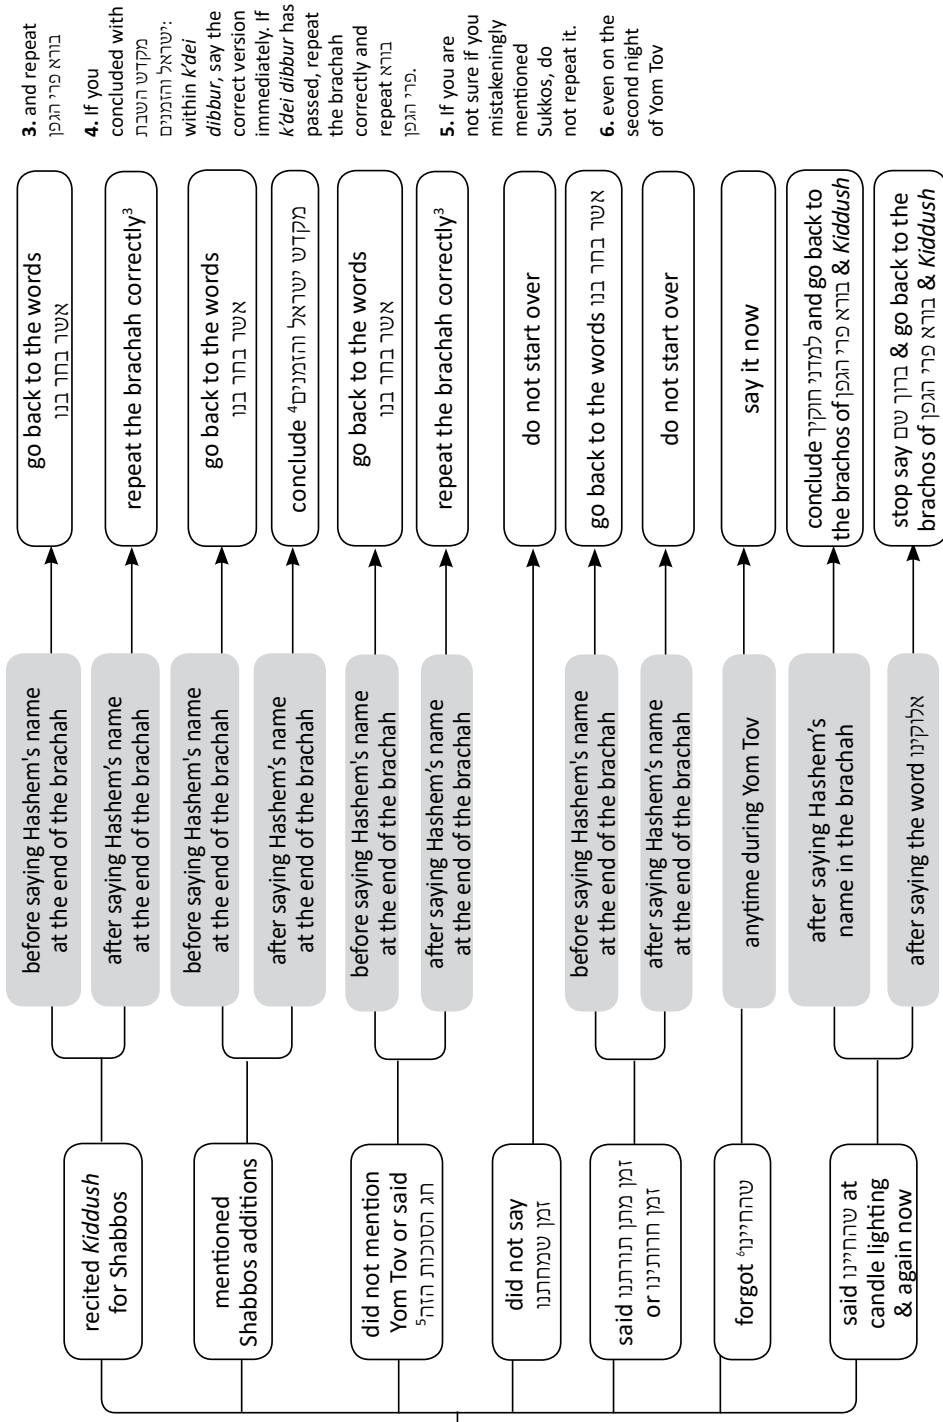 recited Kiddush
for Shabbos
before saying Hashem's name
at the end of the brachah
go back to the words
אשר בחר בנו
after saying Hashem's name
at the end of the brachah
repeat the brachah correctly³
mentioned
Shabbos additions
before saying Hashem's name
at the end of the brachah
go back to the words
אשר בחר בנו
after saying Hashem's name
at the end of the brachah
conclude מקדש ישראל והזמנים⁴
did not mention
Yom Tov or said
חג הסוכות הזה⁵
before saying Hashem's name
at the end of the brachah
go back to the words
אשר בחר בנו
after saying Hashem's name
at the end of the brachah
repeat the brachah correctly³
did not say
זמן שמחתנו
do not start over
said זמן מתן תורתנו
or זמן חרותינו
before saying Hashem's name
at the end of the brachah
go back to the words אשר בחר בנו
after saying Hashem's name
at the end of the brachah
do not start over
forgot שהחיינו⁶
anytime during Yom Tov
say it now
said שהחיינו at
candle lighting
& again now
after saying Hashem's
name in the brachah
conclude למדני חוקיך and go back to
the brachos of בורא פרי הגפן & Kiddush
after saying the word אלוקינו
stop say ברוך שם & go back to the
brachos of בורא פרי הגפן & Kiddush
3. and repeat
בורא פרי הגפן
4. If you
concluded with
מקדש השבת
ישראל והזמנים:
within k'dei
dibbur, say the
correct version
immediately. If
k'dei dibbur has
passed, repeat
the brachah
correctly and
repeat בורא
פרי הגפן.
5. If you are
not sure if you
mistakeningly
mentioned
Sukkos, do
not repeat it.
6. even on the
second night
of Yom Tov